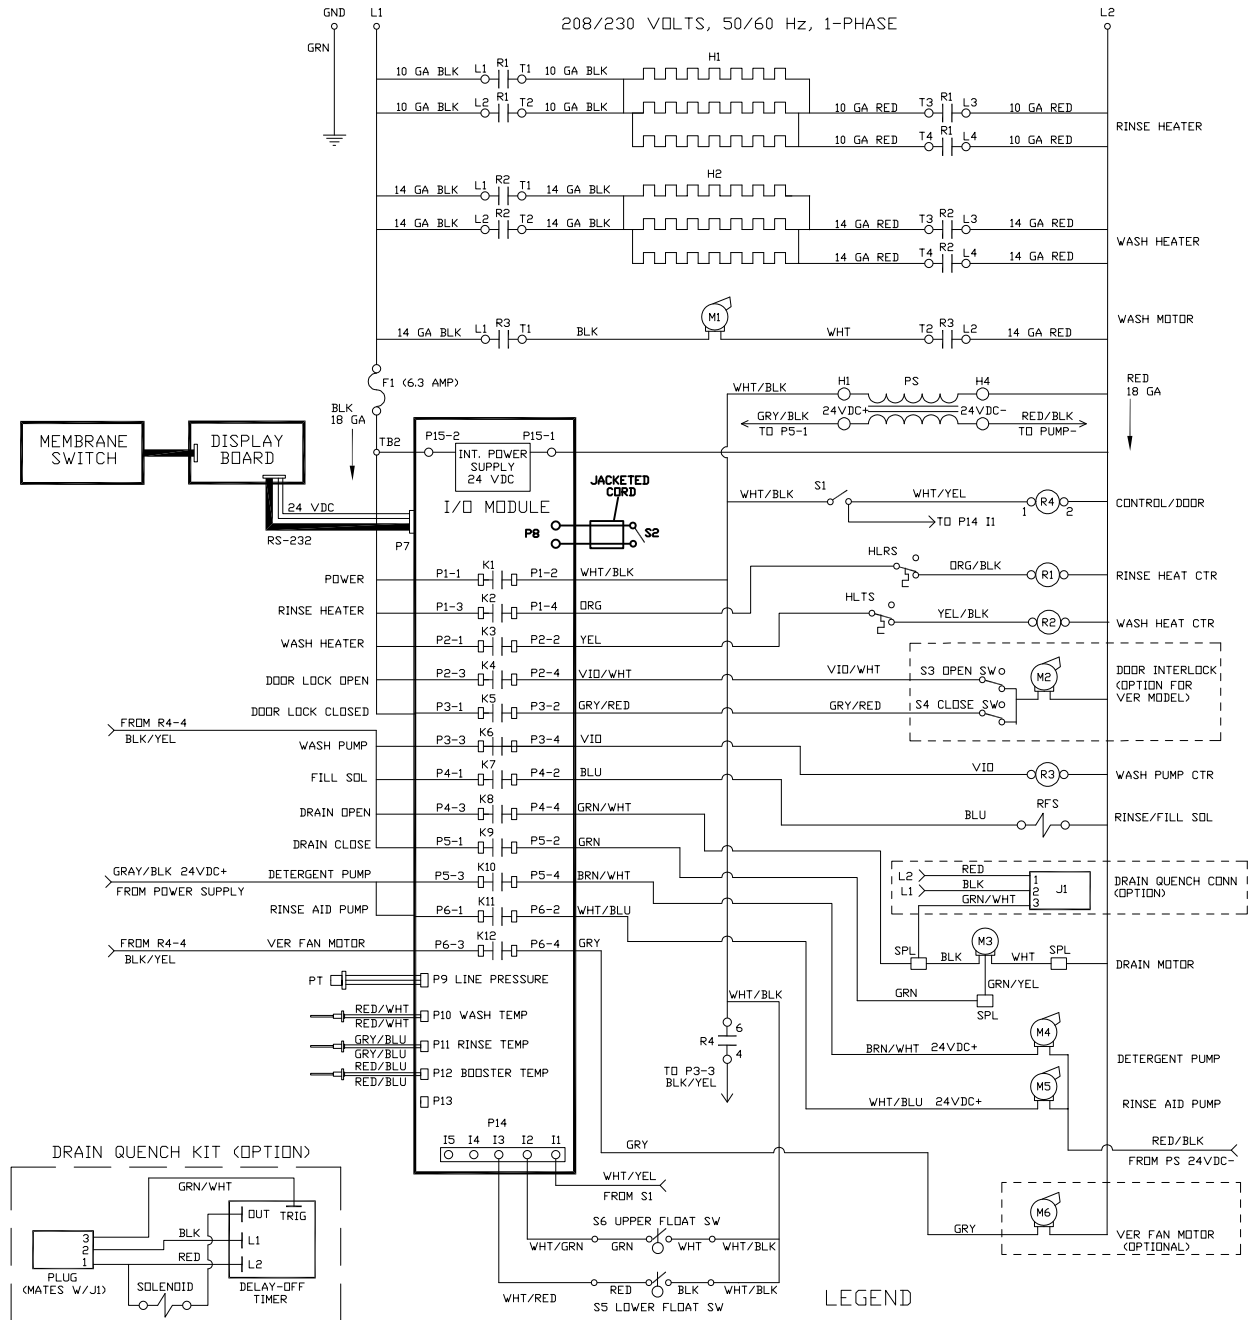 GND
L1
208/230 VOLTS, 50/60 Hz, 1-PHASE
L2
GRN
10 GA BLK L1 R1 T1 10 GA BLK H1
10 GA BLK L2 R1 T2 10 GA BLK 10 GA RED T3 R1 L3 10 GA RED
10 GA RED T4 R1 L4 10 GA RED
RINSE HEATER
14 GA BLK L1 R2 T1 14 GA BLK H2
14 GA BLK L2 R2 T2 14 GA BLK 14 GA RED T3 R2 L3 14 GA RED
14 GA RED T4 R2 L4 14 GA RED
WASH HEATER
14 GA BLK L1 R3 T1 BLK M1 WHT T2 R3 L2 14 GA RED
WASH MOTOR
F1 (6.3 AMP)
WHT/BLK H1 PS H4
RED
18 GA
BLK
18 GA
GRY/BLK 24VDC+ 24VDC- RED/BLK
TO P5-1 TO PUMP-
MEMBRANE
SWITCH
DISPLAY
BOARD
TB2 P15-2 P15-1
INT. POWER
SUPPLY
24 VDC
I/O MODULE
JACKETED
CORD
P8 S2
24 VDC
RS-232
P7
WHT/BLK S1 WHT/YEL 1 R4 2 CONTROL/DOOR
TO P14 I1
POWER P1-1 K1 P1-2 WHT/BLK
HLRS ORG/BLK R1 RINSE HEAT CTR
RINSE HEATER P1-3 K2 P1-4 ORG
HLTS YEL/BLK R2 WASH HEAT CTR
WASH HEATER P2-1 K3 P2-2 YEL
DOOR LOCK OPEN P2-3 K4 P2-4 VIO/WHT VIO/WHT S3 OPEN SW M2
DOOR INTERLOCK
(OPTION FOR
VER MODEL)
DOOR LOCK CLOSED P3-1 K5 P3-2 GRY/RED GRY/RED S4 CLOSE SW
FROM R4-4
BLK/YEL
WASH PUMP P3-3 K6 P3-4 VIO
VIO R3 WASH PUMP CTR
FILL SOL P4-1 K7 P4-2 BLU
RFS
BLU RINSE/FILL SOL
DRAIN OPEN P4-3 K8 P4-4 GRN/WHT
DRAIN CLOSE P5-1 K9 P5-2 GRN
GRAY/BLK 24VDC+
FROM POWER SUPPLY
DETERGENT PUMP P5-3 K10 P5-4 BRN/WHT
L2 RED 1
L1 BLK 2 J1
GRN/WHT 3
DRAIN QUENCH CONN
(OPTION)
RINSE AID PUMP P6-1 K11 P6-2 WHT/BLU
FROM R4-4
BLK/YEL
VER FAN MOTOR P6-3 K12 P6-4 GRY
SPL BLK M3 WHT SPL
DRAIN MOTOR
GRN GRN/YEL
SPL
PT P9 LINE PRESSURE
RED/WHT
RED/WHT
P10 WASH TEMP
GRY/BLU
GRY/BLU
P11 RINSE TEMP
RED/BLU
RED/BLU
P12 BOOSTER TEMP
P13
WHT/BLK
R4 6
4
TO P3-3
BLK/YEL
BRN/WHT 24VDC+ M4
DETERGENT PUMP
WHT/BLU 24VDC+ M5
RINSE AID PUMP
P14
I5 I4 I3 I2 I1
GRY
RED/BLK
FROM PS 24VDC-
WHT/YEL
FROM S1
GRY M6
VER FAN MOTOR
(OPTIONAL)
S6 UPPER FLOAT SW
WHT/GRN GRN WHT WHT/BLK
WHT/RED RED BLK WHT/BLK
S5 LOWER FLOAT SW
DRAIN QUENCH KIT (OPTION)
GRN/WHT
OUT TRIG
3 BLK L1
2
1 RED L2
PLUG
(MATES W/J1)
SOLENOID
DELAY-OFF
TIMER
LEGEND